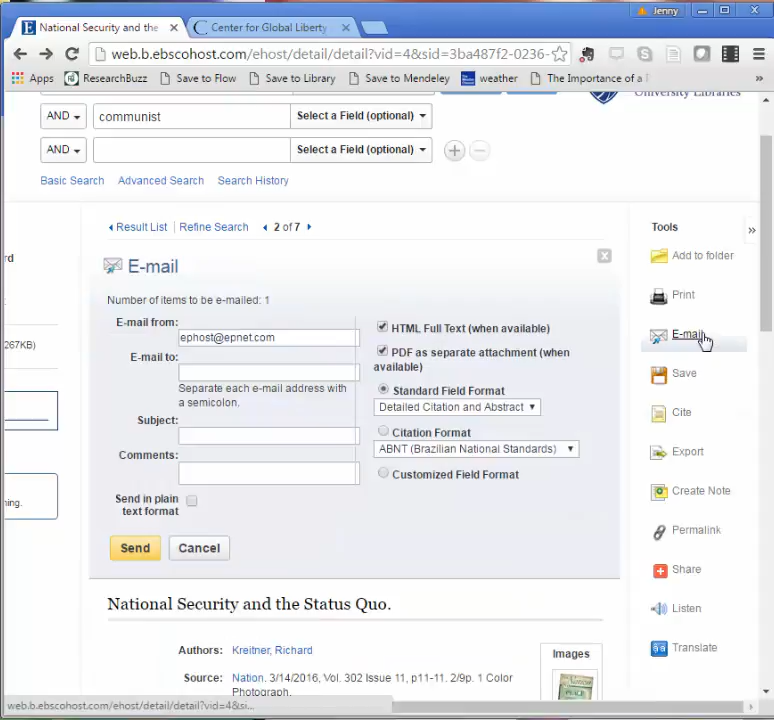 Jenny
National Security and the
Center for Global Liberty
web.b.ebscohost.com/ehost/detail/detail?vid=4&sid=3ba487f2-0236-
Apps
ResearchBuzz
Save to Flow
Save to Library
Save to Mendeley
weather
The Importance of a
University Libraries
AND
communist
Select a Field (optional)
AND
Select a Field (optional)
Basic Search
Advanced Search
Search History
Result List
Refine Search
2 of 7
Tools
E-mail
Number of items to be e-mailed: 1
E-mail from:
ephost@epnet.com
E-mail to:
Separate each e-mail address with
a semicolon.
Subject:
Comments:
Send in plain
text format
HTML Full Text (when available)
PDF as separate attachment (when
available)
Standard Field Format
Detailed Citation and Abstract
Citation Format
ABNT (Brazilian National Standards)
Customized Field Format
Send
Cancel
Add to folder
Print
E-mail
Save
Cite
Export
Create Note
Permalink
Share
Listen
Translate
267KB)
National Security and the Status Quo.
Authors:
Kreitner, Richard
Source:
Nation. 3/14/2016, Vol. 302 Issue 11, p11-11. 2/9p. 1 Color
Photograph.
Images
web.b.ebscohost.com/ehost/detail/detail?vid=4&si...